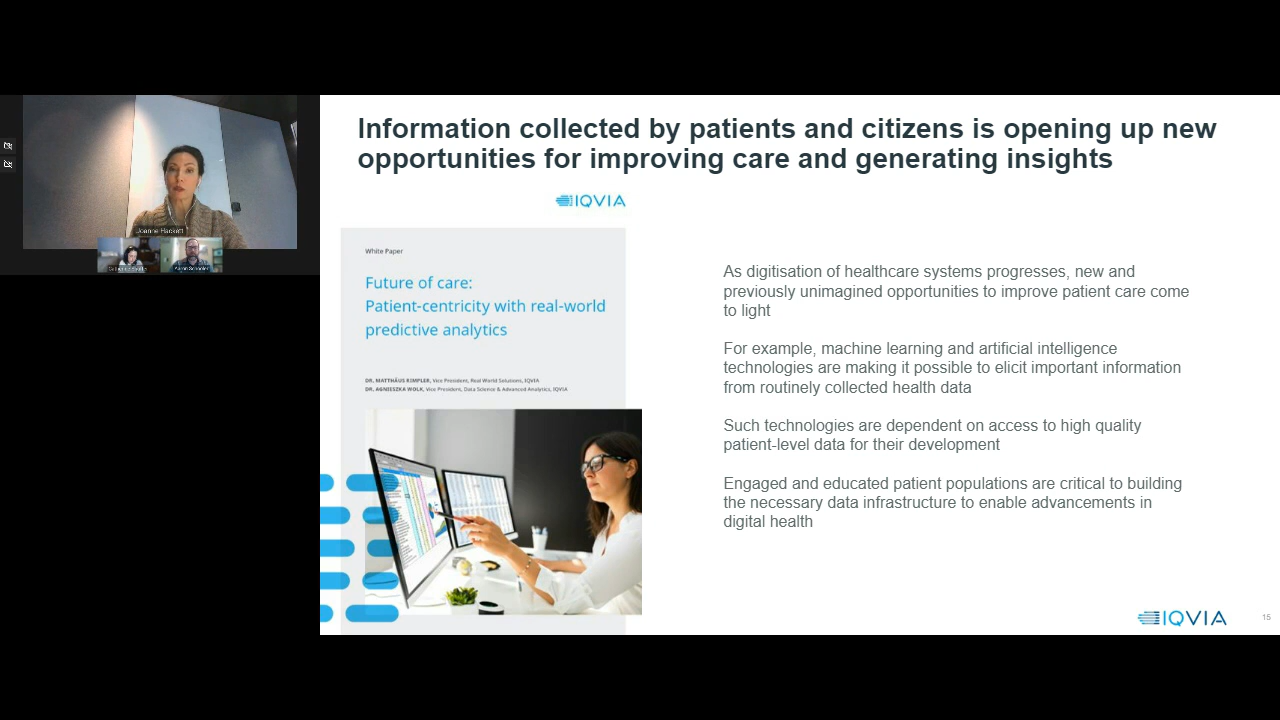 Information collected by patients and citizens is opening up new
opportunities for improving care and generating insights
Joanne Hackett
Aaron Schooler
IQVIA
White Paper
Future of care:
Patient-centricity with real-world
predictive analytics
DR. MATTHÄUS KIMPLER, Vice President, Real World Solutions, IQVIA
DR. AGNIESZKA WOLK, Vice President, Data Science & Advanced Analytics, IQVIA
As digitisation of healthcare systems progresses, new and
previously unimagined opportunities to improve patient care come
to light
For example, machine learning and artificial intelligence
technologies are making it possible to elicit important information
from routinely collected health data
Such technologies are dependent on access to high quality
patient-level data for their development
Engaged and educated patient populations are critical to building
the necessary data infrastructure to enable advancements in
digital health
IQVIA
15